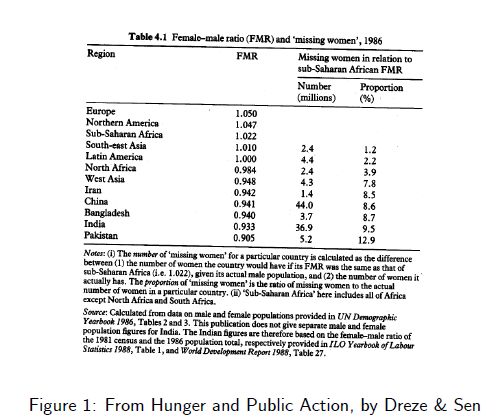 Table 4.1 Female–male ratio (FMR) and 'missing women', 1986
Region FMR Missing women in relation to
sub-Saharan African FMR
Number Proportion
(millions) (%)
Europe 1.050
Northern America 1.047
Sub-Saharan Africa 1.022
South-east Asia 1.010 2.4 1.2
Latin America 1.000 4.4 2.2
North Africa 0.984 2.4 3.9
West Asia 0.948 4.3 7.8
Iran 0.942 1.4 8.5
China 0.941 44.0 8.6
Bangladesh 0.940 3.7 8.7
India 0.933 36.9 9.5
Pakistan 0.905 5.2 12.9
Notes: (i) The number of 'missing women' for a particular country is calculated as the difference
between (1) the number of women the country would have if its FMR was the same as that of
sub-Saharan Africa (i.e. 1.022), given its actual male population, and (2) the number of women it
actually has. The proportion of 'missing women' is the ratio of missing women to the actual
number of women in a particular country. (ii) 'Sub-Saharan Africa' here includes all of Africa
except North Africa and South Africa.
Source: Calculated from data on male and female populations provided in UN Demographic
Yearbook 1986, Tables 2 and 3. This publication does not give separate male and female
population figures for India. The Indian figures are therefore based on the female–male ratio of
the 1981 census and the 1986 population total, respectively provided in ILO Yearbook of Labour
Statistics 1988, Table 1, and World Development Report 1988, Table 27.
Figure 1: From Hunger and Public Action, by Dreze & Sen